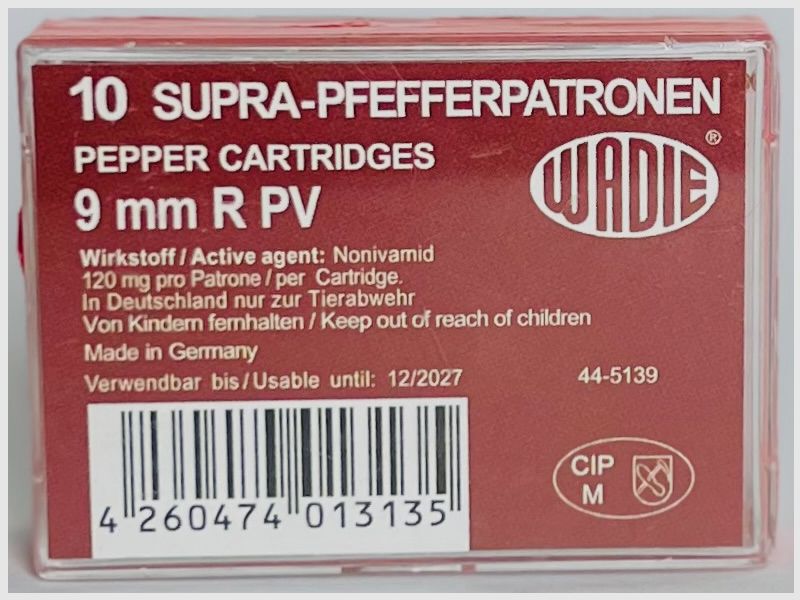 10 SUPRA-PFEFFERPATRONEN
PEPPER CARTRIDGES
WADIE®
9 mm R PV
Wirkstoff / Active agent: Nonivamid
120 mg pro Patrone / per Cartridge.
In Deutschland nur zur Tierabwehr
Von Kindern fernhalten / Keep out of reach of children
Made in Germany
Verwendbar bis / Usable until: 12/2027
44-5139
CIP
M
4 260474 013135